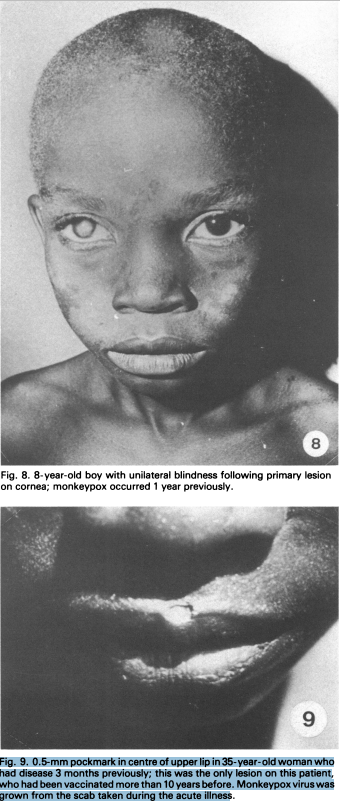 8
Fig. 8. 8-year-old boy with unilateral blindness following primary lesion
on cornea; monkeypox occurred 1 year previously.
9
Fig. 9. 0.5-mm pockmark in centre of upper lip in 35-year-old woman who
had disease 3 months previously; this was the only lesion on this patient,
who had been vaccinated more than 10 years before. Monkeypox virus was
grown from the scab taken during the acute illness.